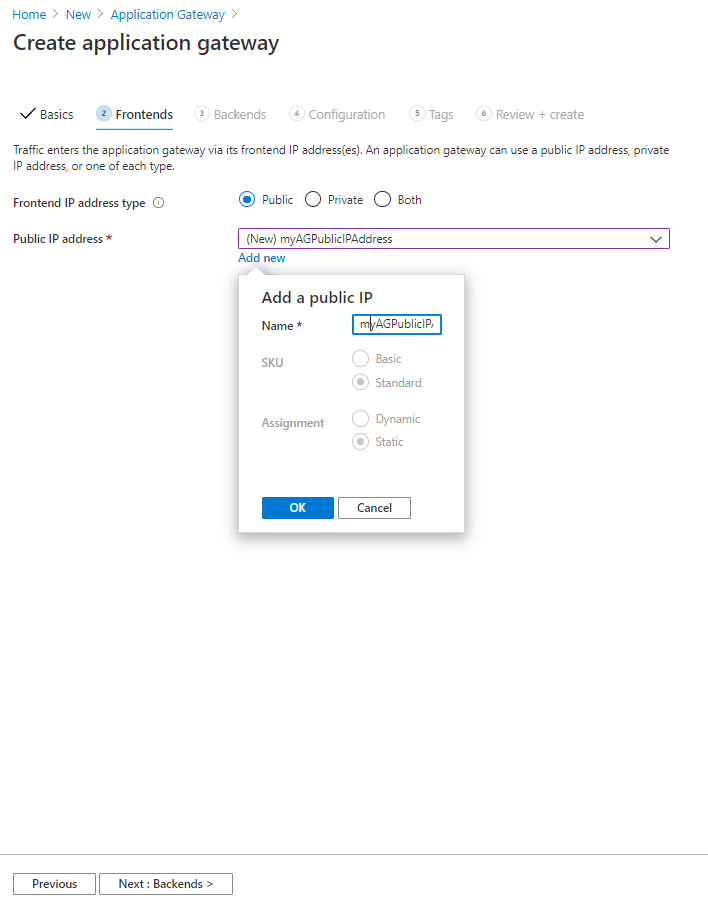 Home > New > Application Gateway >
Create application gateway
Basics 2 Frontends 3 Backends 4 Configuration 5 Tags 6 Review + create
Traffic enters the application gateway via its frontend IP address(es). An application gateway can use a public IP address, private
IP address, or one of each type.
Frontend IP address type Public Private Both
Public IP address * (New) myAGPublicIPAddress
Add new
Add a public IP
Name * myAGPublicIP
SKU Basic
Standard
Assignment Dynamic
Static
OK Cancel
Previous Next : Backends >